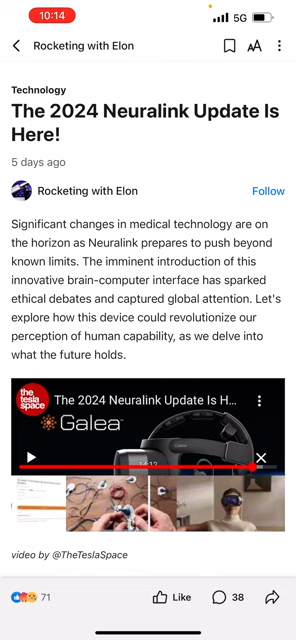 10:14
5G
Rocketing with Elon
AA
Technology
The 2024 Neuralink Update Is
Here!
5 days ago
Rocketing with Elon
Follow
Significant changes in medical technology are on
the horizon as Neuralink prepares to push beyond
known limits. The imminent introduction of this
innovative brain-computer interface has sparked
ethical debates and captured global attention. Let's
explore how this device could revolutionize our
perception of human capability, as we delve into
what the future holds.
the
tesla
space
The 2024 Neuralink Update Is H...
Galea
video by @TheTeslaSpace
71
Like
38